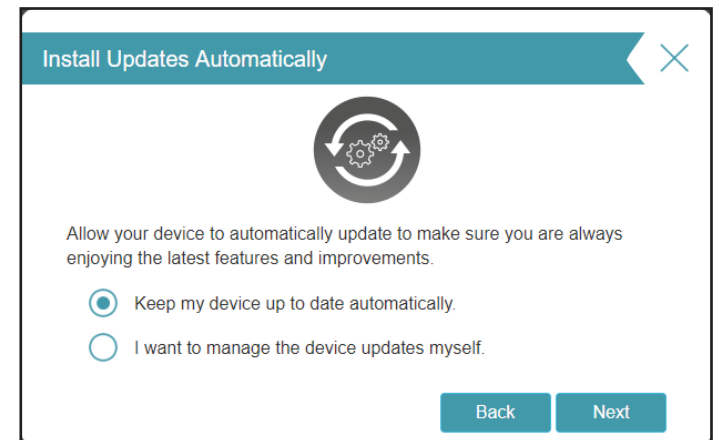 Install Updates Automatically
Allow your device to automatically update to make sure you are always
enjoying the latest features and improvements.
Keep my device up to date automatically.
I want to manage the device updates myself.
Back Next